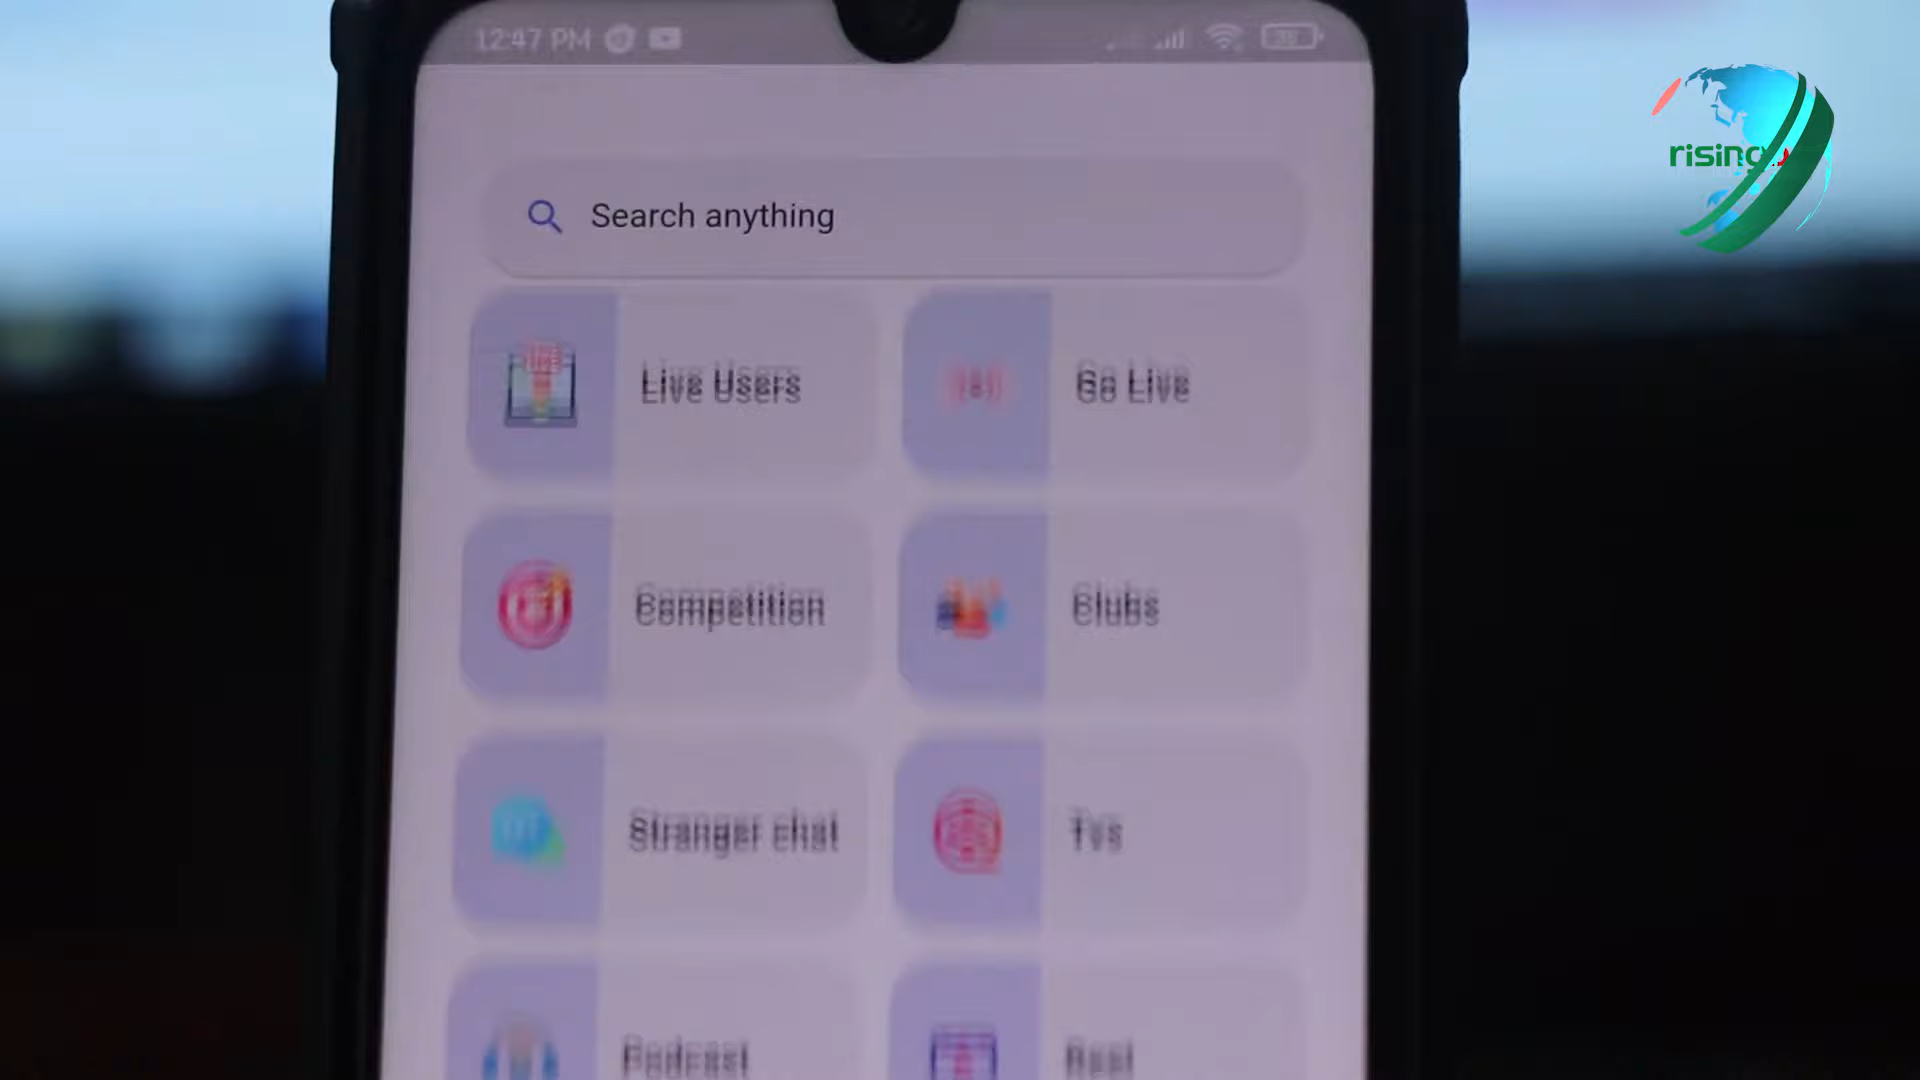 12:47 PM
rising
Search anything
Live Users
Go Live
Competition
Clubs
Stranger chat
Tvs
Podcast
Reel